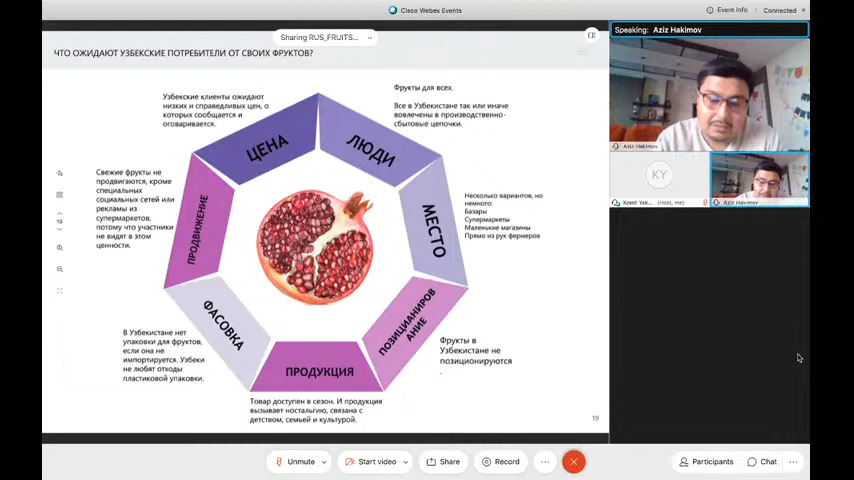 Cisco Webex Events
Event Info
Connected
Sharing RUS_FRUITS...
Speaking: Aziz Hakimov
ЧТО ОЖИДАЮТ УЗБЕКСКИЕ ПОТРЕБИТЕЛИ ОТ СВОИХ ФРУКТОВ?
Узбекские клиенты ожидают
низких и справедливых цен, о
которых сообщается и
оговаривается.
Фрукты для всех.
Все в Узбекистане так или иначе
вовлечены в производственно-
сбытовые цепочки.
ЦЕНА
ЛЮДИ
Aziz Hakimov
Свежие фрукты не
продвигаются, кроме
специальных
социальных сетей или
рекламы из
супермаркетов,
потому что участники
не видят в этом
ценности.
ПРОДВИЖЕНИЕ
МЕСТО
Несколько вариантов, но
немного:
Базары
Супермаркеты
Маленькие магазины
Прямо из рук фермеров
KY
Komi Yak... (Host, me)
Aziz Hakimov
19
ФАСОВКА
ПОЗИЦИОНИРОВ
АНИЕ
В Узбекистане нет
упаковки для фруктов,
если она не
импортируется. Узбеки
не любят отходы
пластиковой упаковки.
Фрукты в
Узбекистане не
позиционируются
.
ПРОДУКЦИЯ
Товар доступен в сезон. И продукция
вызывает ностальгию, связана с
детством, семьей и культурой.
19
Unmute
Start video
Share
Record
Participants
Chat